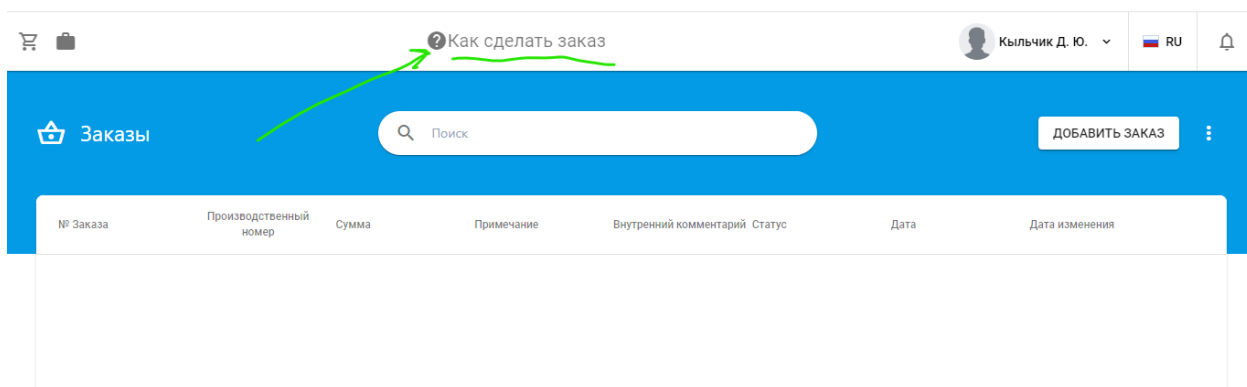 Как сделать заказ
Кыльчик Д. Ю.
RU
Заказы
Поиск
ДОБАВИТЬ ЗАКАЗ
№ Заказа
Производственный
номер
Сумма
Примечание
Внутренний комментарий
Статус
Дата
Дата изменения